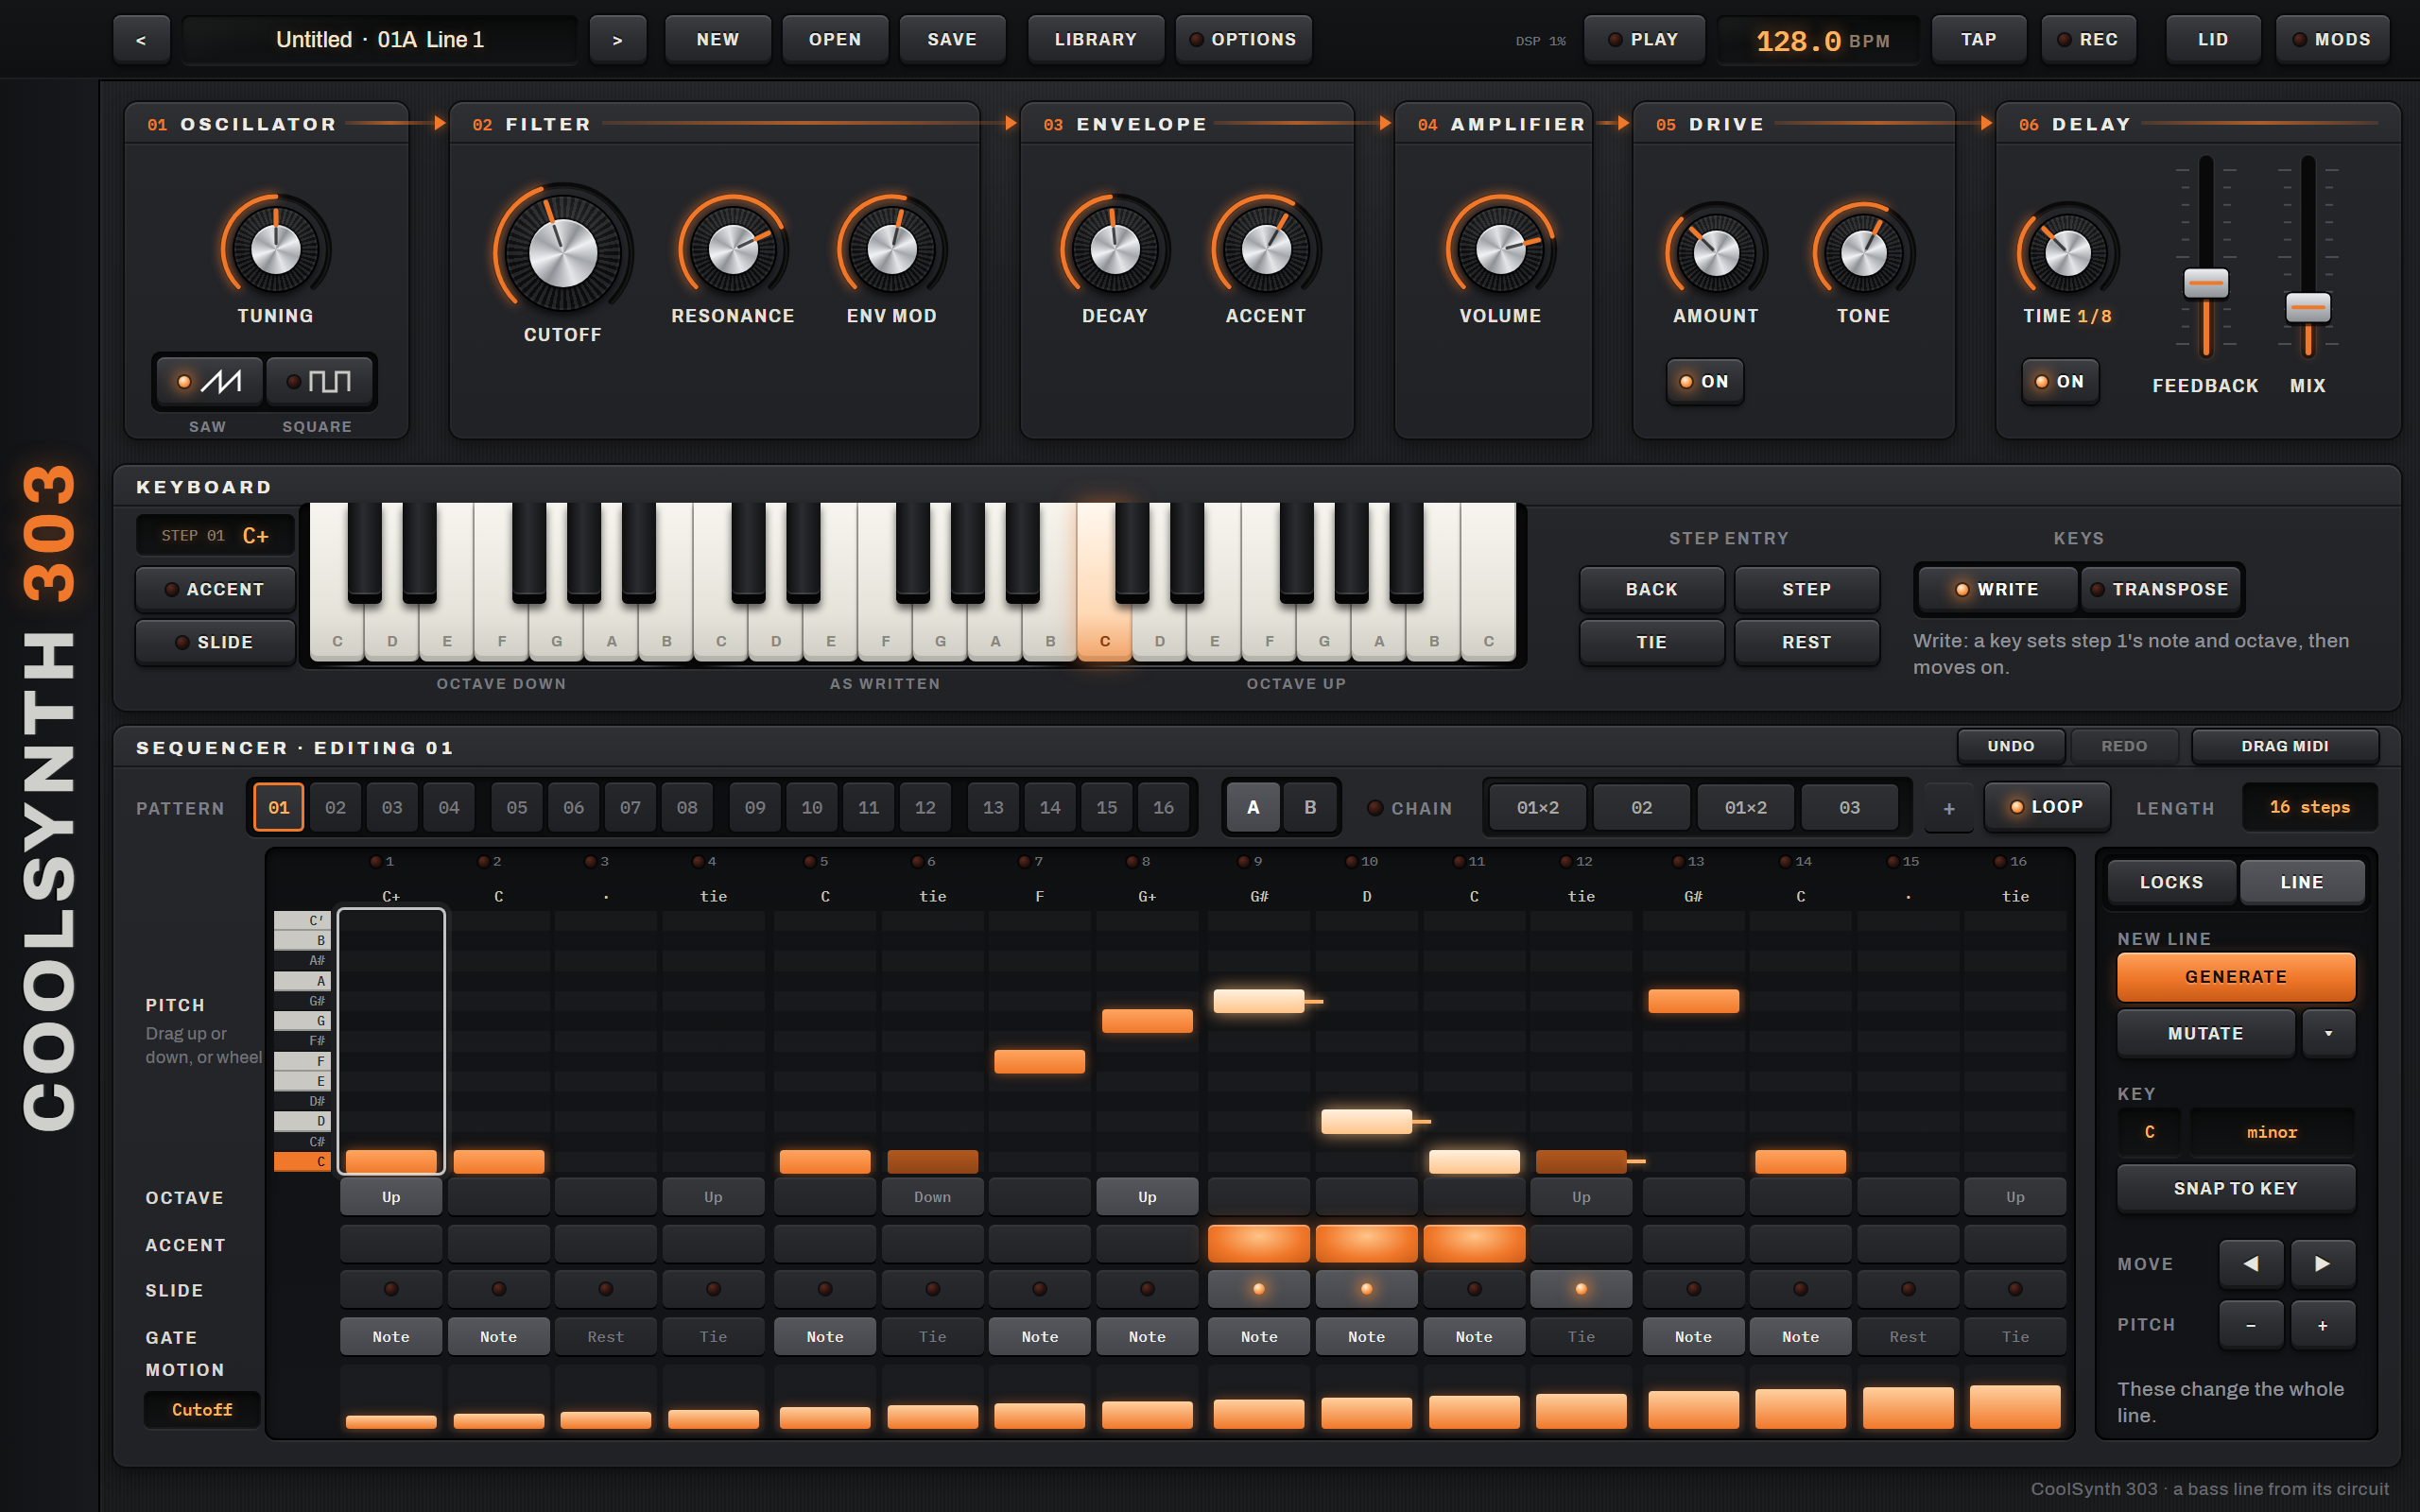 < Untitled · 01A Line 1 > NEW OPEN SAVE LIBRARY OPTIONS DSP 1% PLAY 128.0 BPM TAP REC LID MODS
COOLSYNTH 303
01 OSCILLATOR 02 FILTER 03 ENVELOPE 04 AMPLIFIER 05 DRIVE 06 DELAY
TUNING CUTOFF RESONANCE ENV MOD DECAY ACCENT VOLUME AMOUNT TONE TIME 1/8
ON ON FEEDBACK MIX
SAW SQUARE
KEYBOARD
STEP 01 C+
ACCENT
SLIDE
C D E F G A B C D E F G A B C D E F G A B C
OCTAVE DOWN AS WRITTEN OCTAVE UP
STEP ENTRY KEYS
BACK STEP WRITE TRANSPOSE
TIE REST
Write: a key sets step 1's note and octave, then
moves on.
SEQUENCER · EDITING 01 UNDO REDO DRAG MIDI
PATTERN 01 02 03 04 05 06 07 08 09 10 11 12 13 14 15 16 A B CHAIN 01×2 02 01×2 03 + LOOP LENGTH 16 steps
1 2 3 4 5 6 7 8 9 10 11 12 13 14 15 16
C+ C · tie C tie F G+ G# D C tie G# C · tie
C'
B
A#
A
G#
G
F#
F
E
D#
D
C#
C
PITCH
Drag up or
down, or wheel
OCTAVE Up Up Down Up Up Up
ACCENT
SLIDE
GATE Note Note Rest Tie Note Tie Note Note Note Note Note Tie Note Note Rest Tie
MOTION
Cutoff
LOCKS LINE
NEW LINE
GENERATE
MUTATE
KEY
C minor
SNAP TO KEY
MOVE
PITCH − +
These change the whole
line.
CoolSynth 303 · a bass line from its circuit